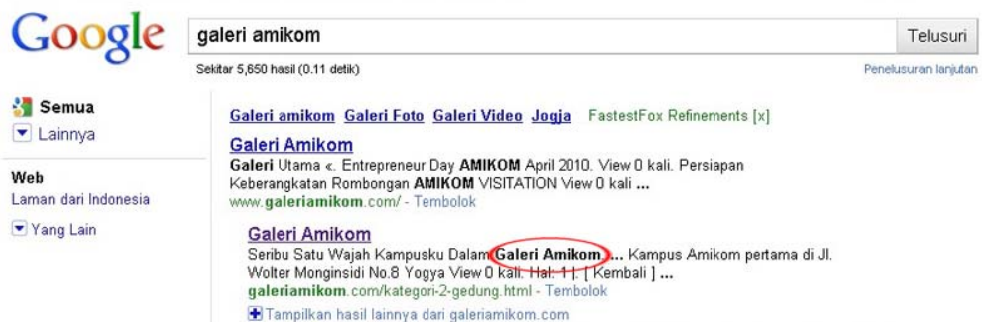 Google
galeri amikom
Telusuri
Sekitar 5,650 hasil (0.11 detik)
Penelusuran lanjutan
Semua
Lainnya
Web
Laman dari Indonesia
Yang Lain
Galeri amikom Galeri Foto Galeri Video Jogja FastestFox Refinements [x]
Galeri Amikom
Galeri Utama «. Entrepreneur Day AMIKOM April 2010. View 0 kali. Persiapan
Keberangkatan Rombongan AMIKOM VISITATION View 0 kali ...
www.galeriamikom.com/ - Tembolok
Galeri Amikom
Seribu Satu Wajah Kampusku Dalam Galeri Amikom. ... Kampus Amikom pertama di Jl.
Wolter Monginsidi No.8 Yogya View 0 kali. Hal: 1 |. [ Kembali ] ...
galeriamikom.com/kategori-2-gedung.html - Tembolok
Tampilkan hasil lainnya dari galeriamikom.com